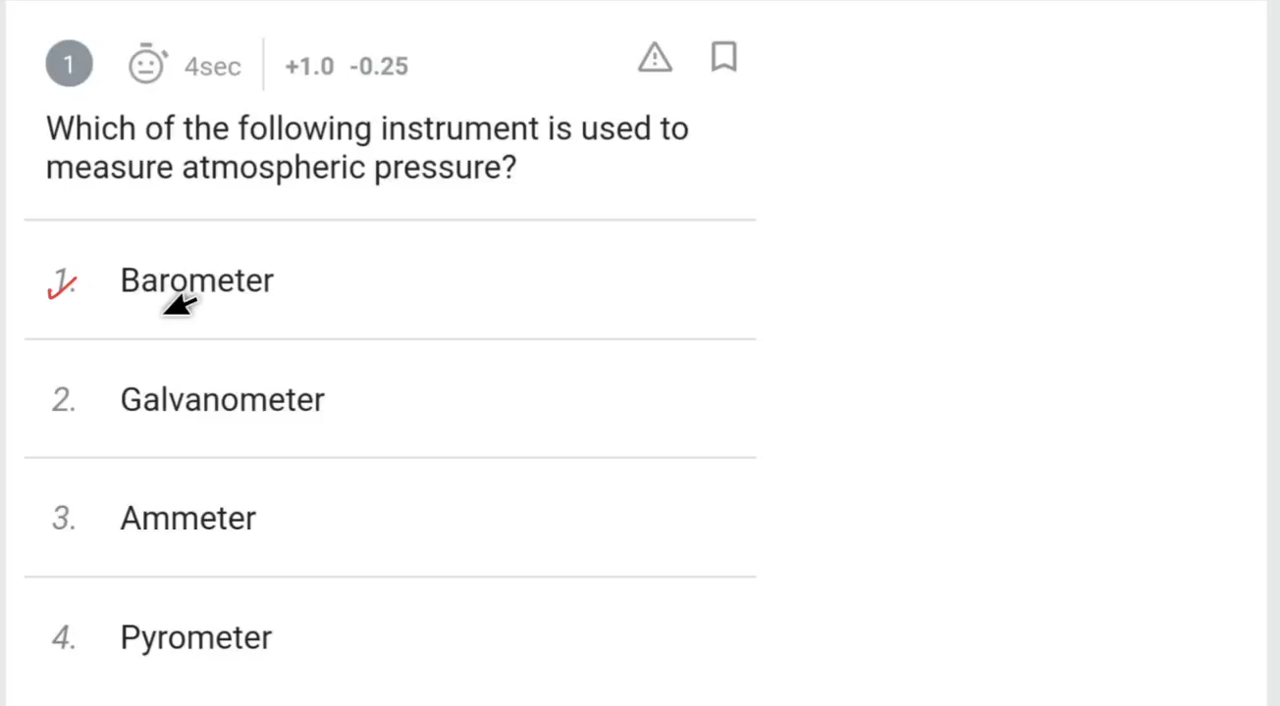 1 4sec +1.0 -0.25
Which of the following instrument is used to
measure atmospheric pressure?
1. Barometer
2. Galvanometer
3. Ammeter
4. Pyrometer